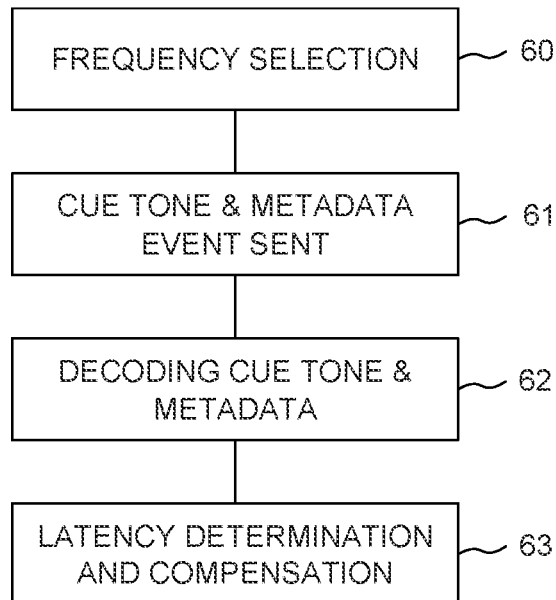 FREQUENCY SELECTION
60
CUE TONE & METADATA
EVENT SENT
61
DECODING CUE TONE &
METADATA
62
LATENCY DETERMINATION
AND COMPENSATION
63